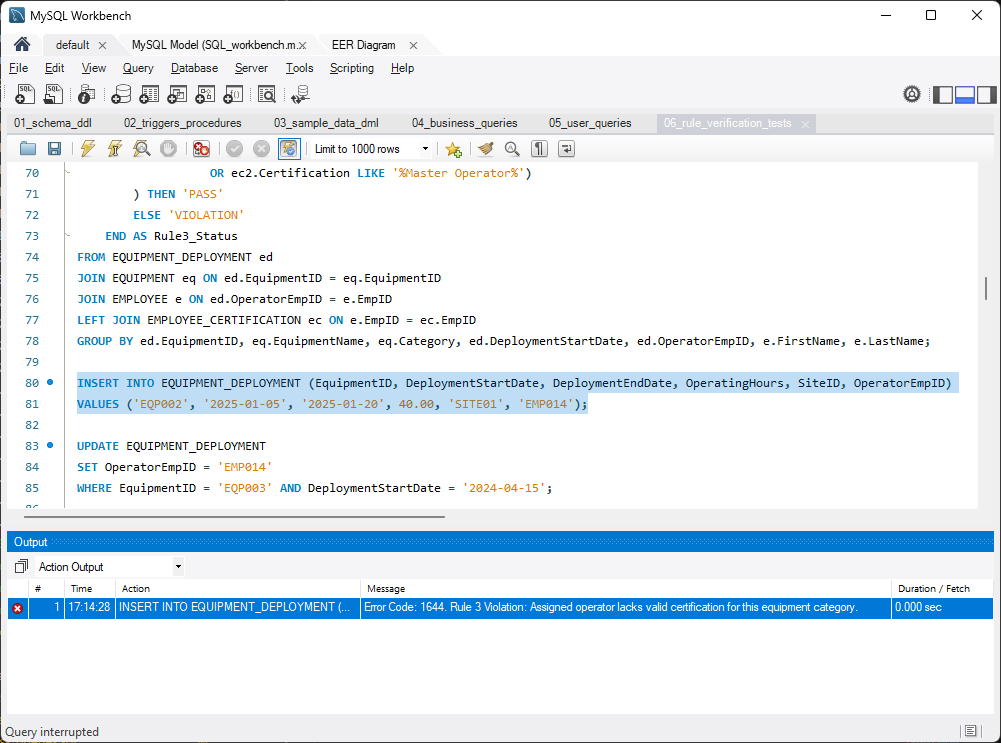 MySQL Workbench
default
MySQL Model (SQL_workbench.m.
EER Diagram
File Edit View Query Database Server Tools Scripting Help
SQL SQL
01_schema_ddl 02_triggers_procedures 03_sample_data_dml 04_business_queries 05_user_queries 06_rule_verification_tests
Limit to 1000 rows
70 OR ec2.Certification LIKE '%Master Operator%')
71 ) THEN 'PASS'
72 ELSE 'VIOLATION'
73 END AS Rule3_Status
74 FROM EQUIPMENT_DEPLOYMENT ed
75 JOIN EQUIPMENT eq ON ed.EquipmentID = eq.EquipmentID
76 JOIN EMPLOYEE e ON ed.OperatorEmpID = e.EmpID
77 LEFT JOIN EMPLOYEE_CERTIFICATION ec ON e.EmpID = ec.EmpID
78 GROUP BY ed.EquipmentID, eq.EquipmentName, eq.Category, ed.DeploymentStartDate, ed.OperatorEmpID, e.FirstName, e.LastName;
79
80 INSERT INTO EQUIPMENT_DEPLOYMENT (EquipmentID, DeploymentStartDate, DeploymentEndDate, OperatingHours, SiteID, OperatorEmpID)
81 VALUES ('EQP002', '2025-01-05', '2025-01-20', 40.00, 'SITE01', 'EMP014');
82
83 UPDATE EQUIPMENT_DEPLOYMENT
84 SET OperatorEmpID = 'EMP014'
85 WHERE EquipmentID = 'EQP003' AND DeploymentStartDate = '2024-04-15';
Output
Action Output
# Time Action Message Duration / Fetch
1 17:14:28 INSERT INTO EQUIPMENT_DEPLOYMENT (... Error Code: 1644. Rule 3 Violation: Assigned operator lacks valid certification for this equipment category. 0.000 sec
Query interrupted